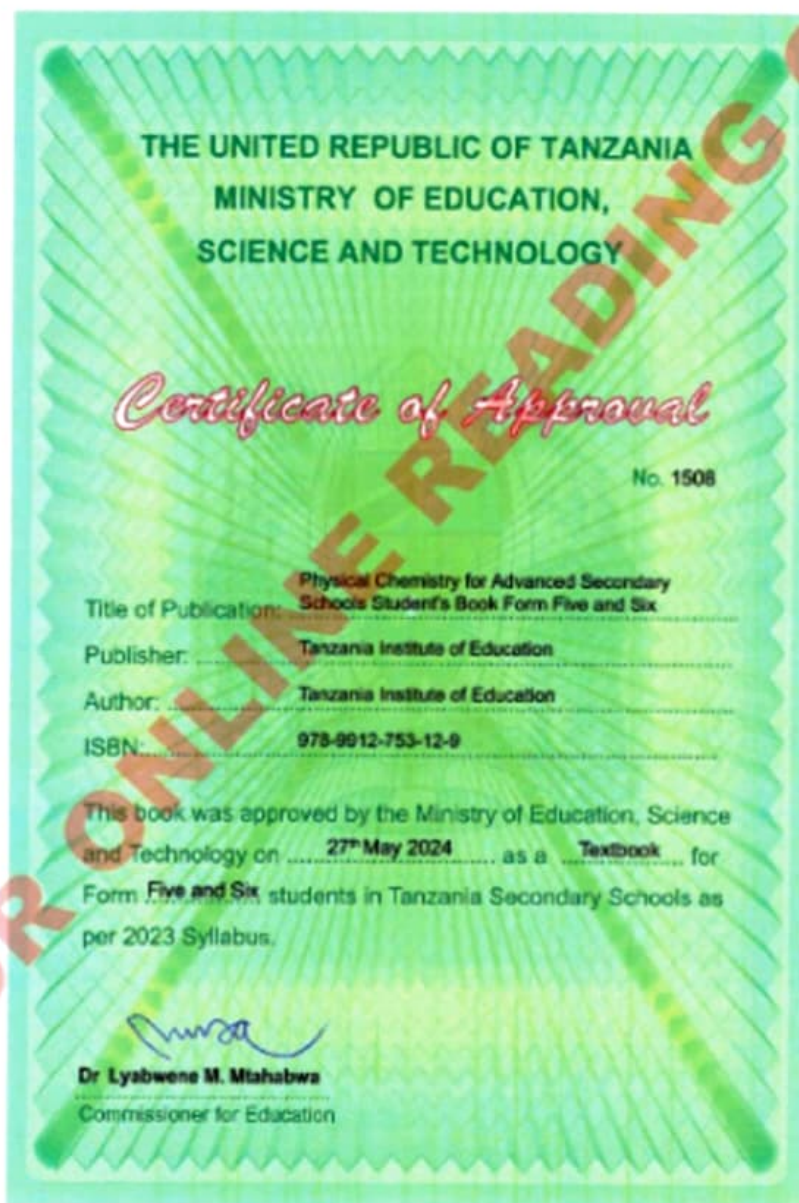 THE UNITED REPUBLIC OF TANZANIA
MINISTRY OF EDUCATION,
SCIENCE AND TECHNOLOGY
Certificate of Approval
No. 1508
Title of Publication: Physical Chemistry for Advanced Secondary
Schools Student's Book Form Five and Six
Publisher: Tanzania Institute of Education
Author: Tanzania Institute of Education
ISBN: 978-9912-753-12-9
This book was approved by the Ministry of Education, Science
and Technology on 27th May 2024 as a Textbook for
Form Five and Six students in Tanzania Secondary Schools as
per 2023 Syllabus.
Dr Lyabwene M. Mtahabwa
Commissioner for Education
ONLINE READING